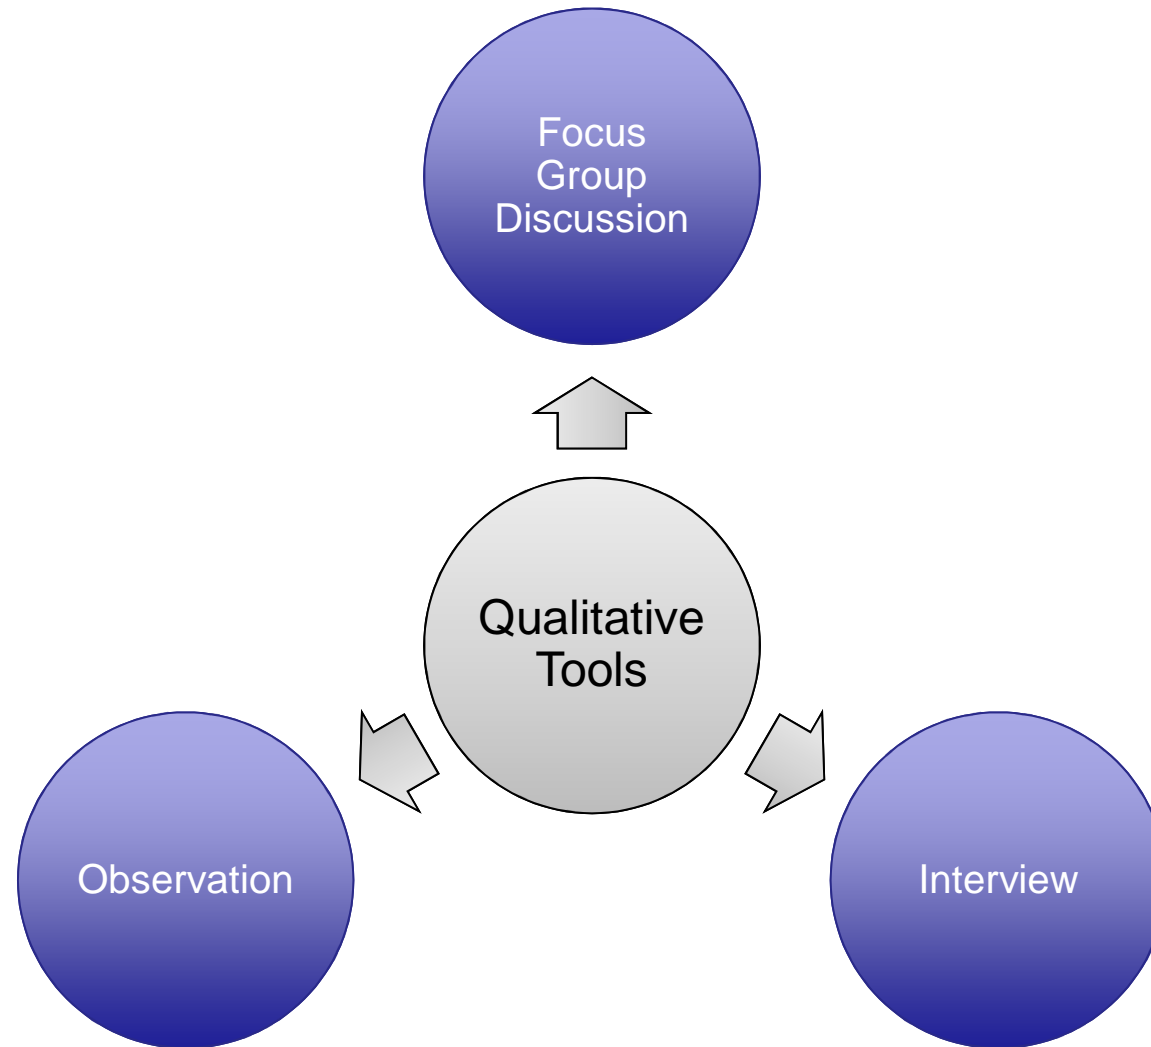 Focus
Group
Discussion
Qualitative
Tools
Observation
Interview